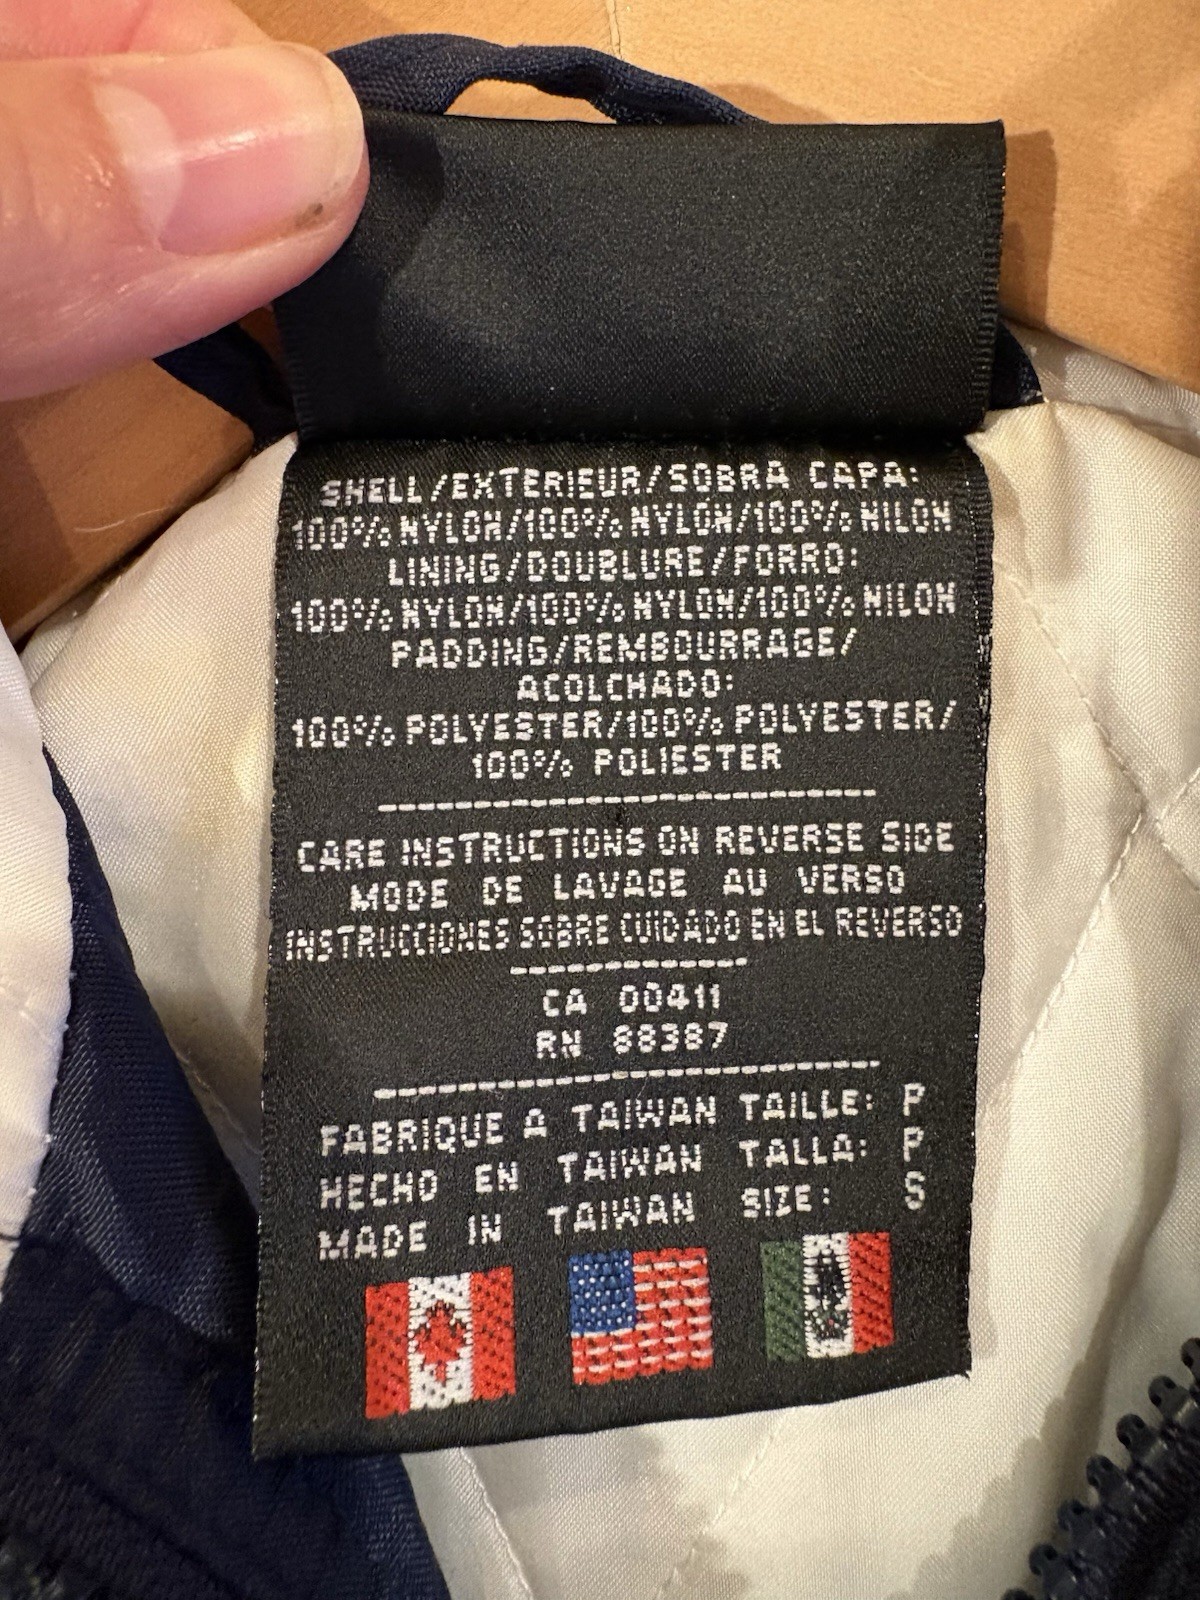 SHELL/EXTERIEUR/SOBRA CAPA:
100% NYLON/100% NYLON/100% NILON
LINING/DOUBLURE/FORRO:
100% NYLON/100% NYLON/100% NILON
PADDING/REMBOURRAGE/
ACOLCHADO:
100% POLYESTER/100% POLYESTER/
100% POLIESTER
CARE INSTRUCTIONS ON REVERSE SIDE
MODE DE LAVAGE AU VERSO
INSTRUCCIONES SOBRE CUIDADO EN EL REVERSO
CA 00411
RN 88387
FABRIQUE A TAIWAN TAILLE: P
HECHO EN TAIWAN TALLA: P
MADE IN TAIWAN SIZE: S